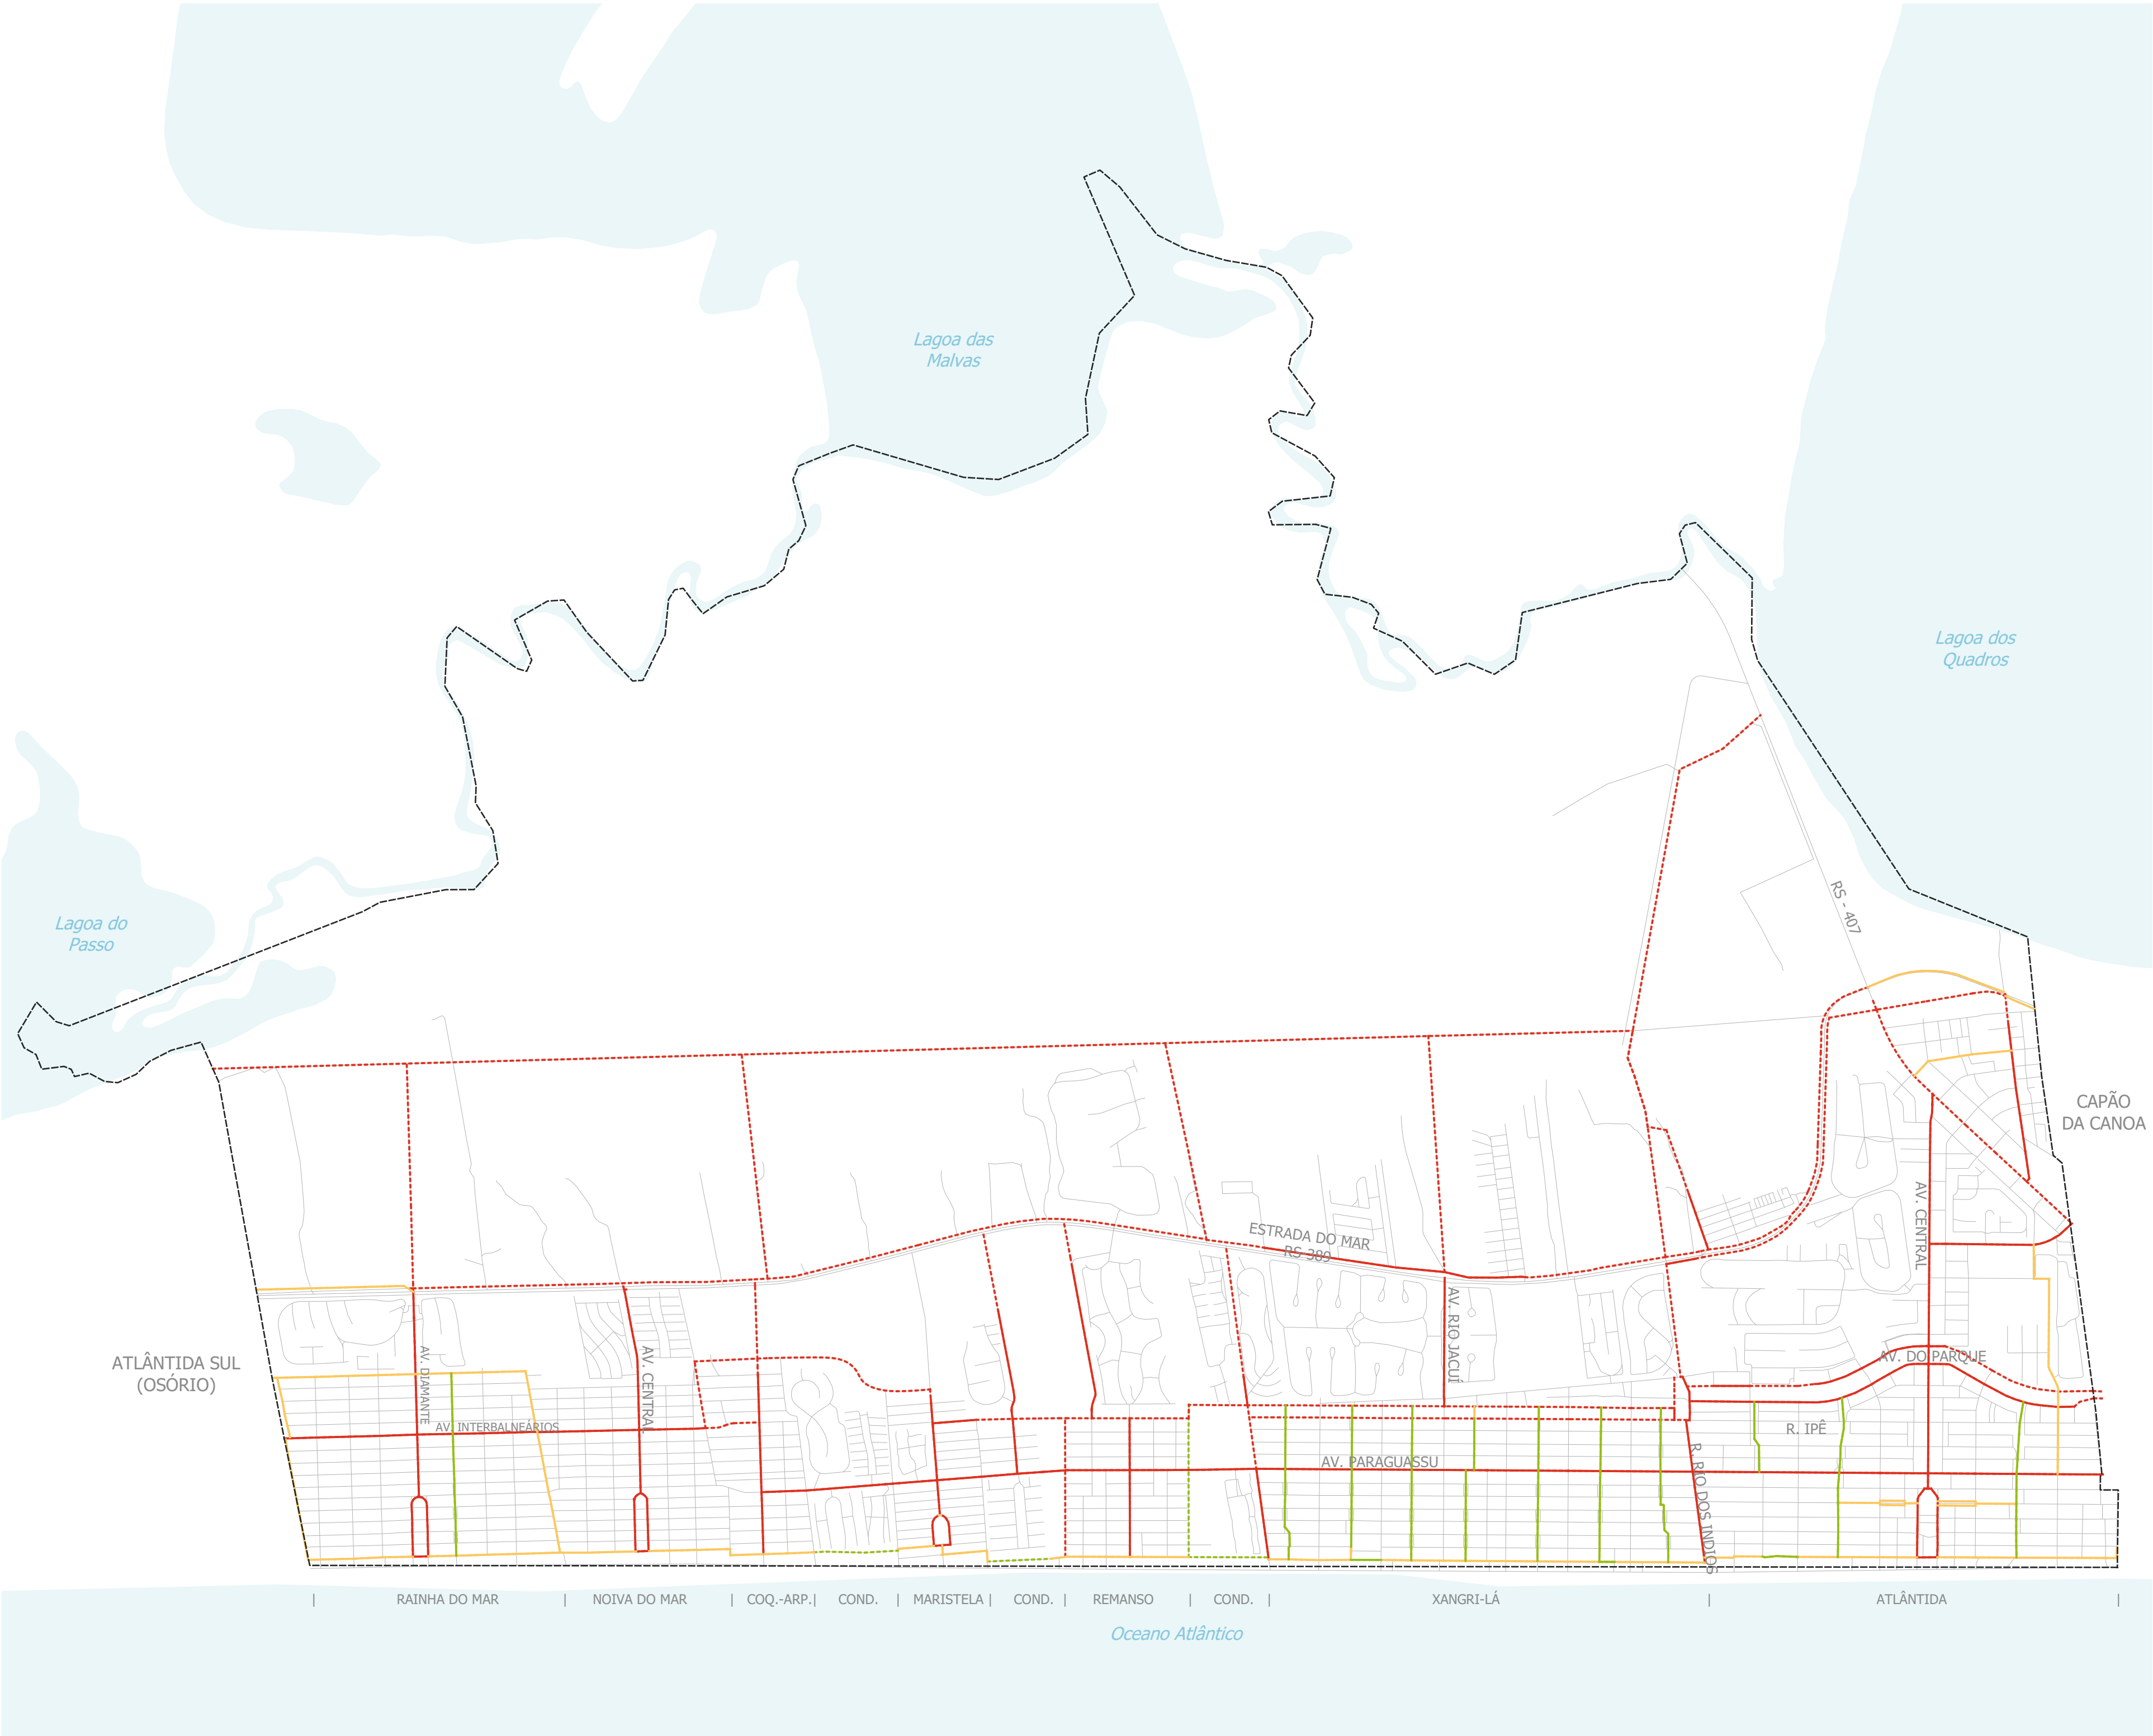 Lagoa das
Malvas
Lagoa dos
Quadros
Lagoa do
Passo
RS - 407
CAPÃO
DA CANOA
ESTRADA DO MAR
RS 389
AV. CENTRAL
ATLÂNTIDA SUL
(OSÓRIO)
AV. DIAMANTE
AV. CENTRAL
AV. RIO JACUÍ
AV. DO PARQUE
AV. INTERBALNEÁRIOS
R. IPÊ
AV. PARAGUASSU
R. RIO DOS INDIOS
| RAINHA DO MAR | NOIVA DO MAR | COQ.-ARP. | COND. | MARISTELA | COND. | REMANSO | COND. | XANGRI-LÁ | ATLÂNTIDA |
Oceano Atlântico